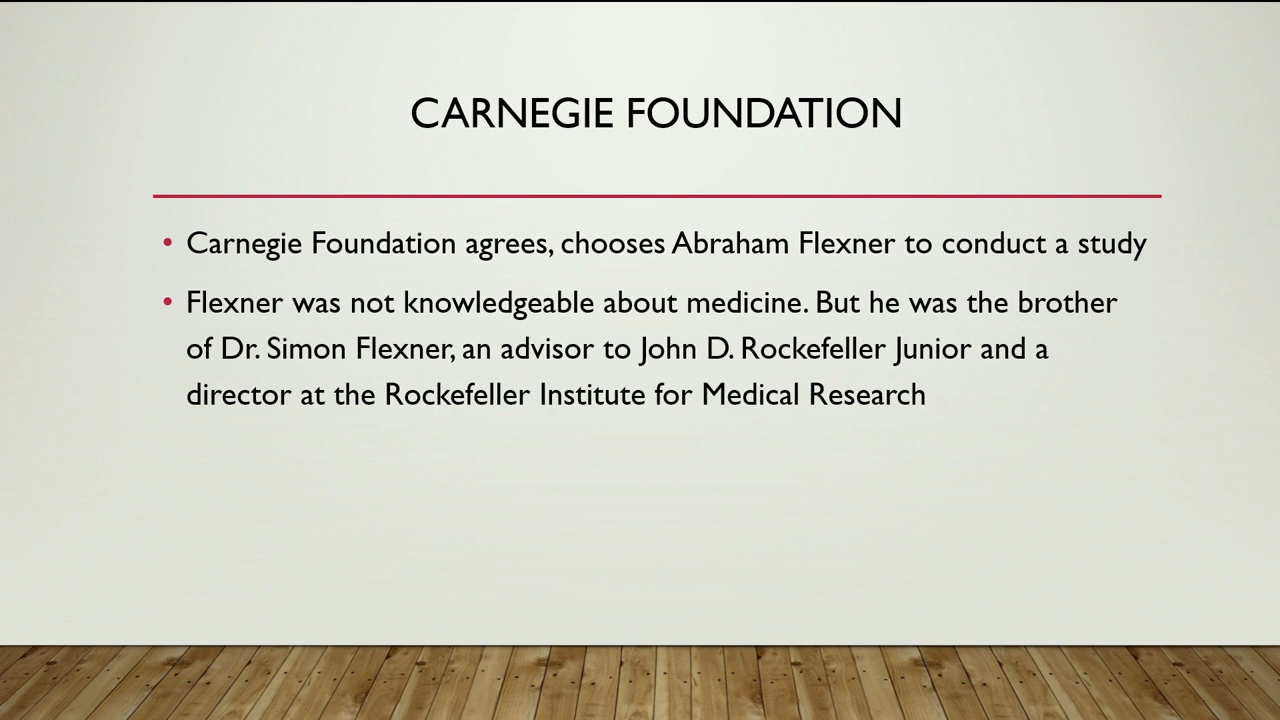 CARNEGIE FOUNDATION
• Carnegie Foundation agrees, chooses Abraham Flexner to conduct a study
• Flexner was not knowledgeable about medicine. But he was the brother
of Dr. Simon Flexner, an advisor to John D. Rockefeller Junior and a
director at the Rockefeller Institute for Medical Research